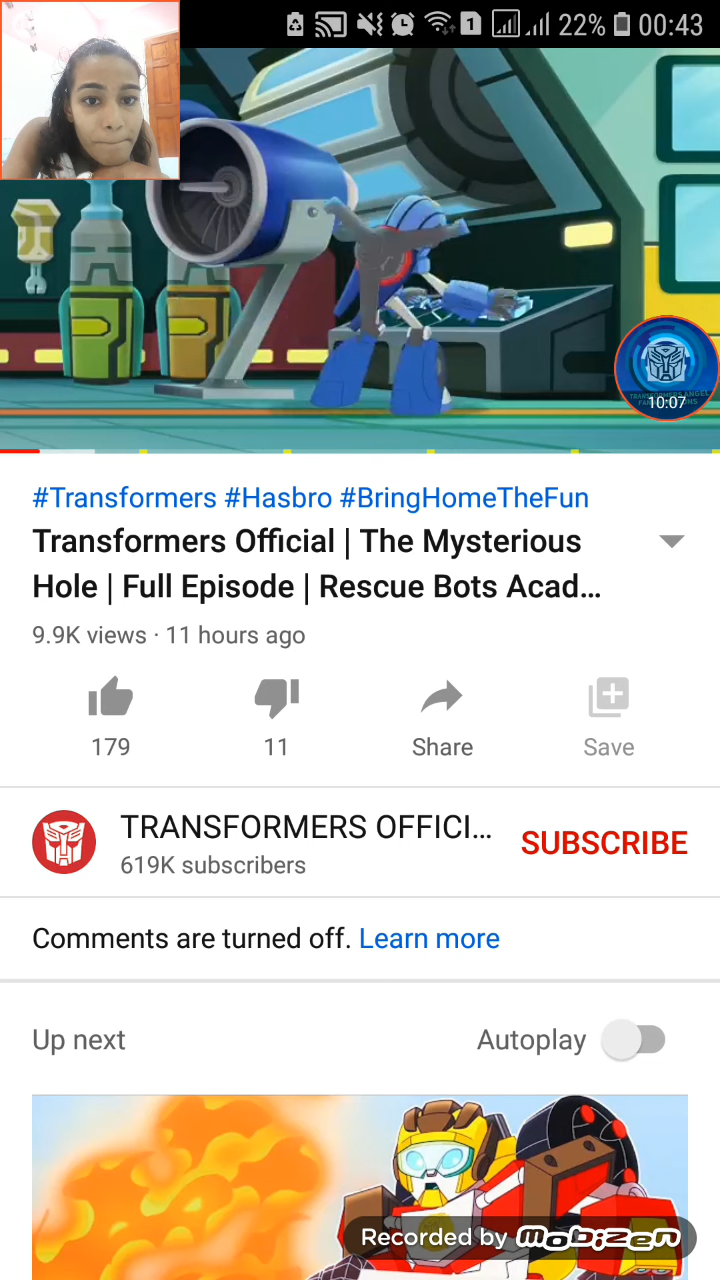 1 22% 00:43
10:07
#Transformers #Hasbro #BringHomeTheFun
Transformers Official | The Mysterious
Hole | Full Episode | Rescue Bots Acad...
9.9K views · 11 hours ago
179 11 Share Save
TRANSFORMERS OFFICI...
SUBSCRIBE
619K subscribers
Comments are turned off. Learn more
Up next Autoplay
Recorded by mobizen